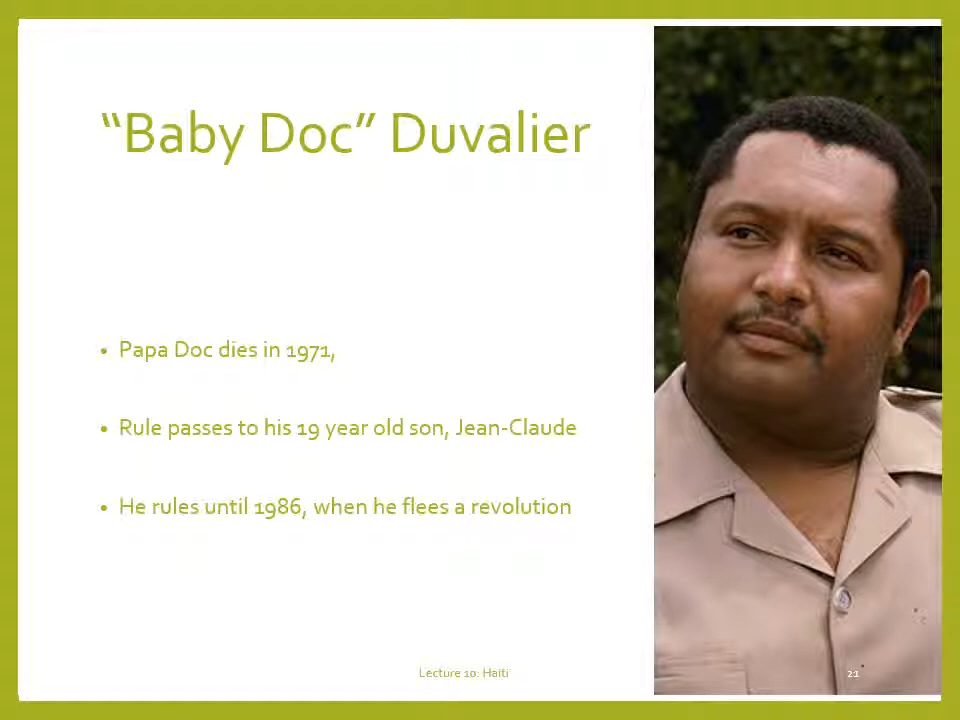 “Baby Doc” Duvalier
• Papa Doc dies in 1971,
• Rule passes to his 19 year old son, Jean-Claude
• He rules until 1986, when he flees a revolution
Lecture 10: Haiti
21